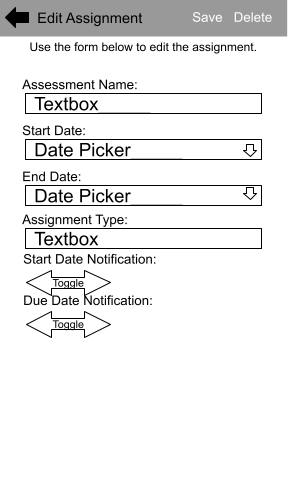 Edit Assignment Save Delete
Use the form below to edit the assignment.
Assessment Name:
Textbox
Start Date:
Date Picker
End Date:
Date Picker
Assignment Type:
Textbox
Start Date Notification:
Toggle
Due Date Notification:
Toggle